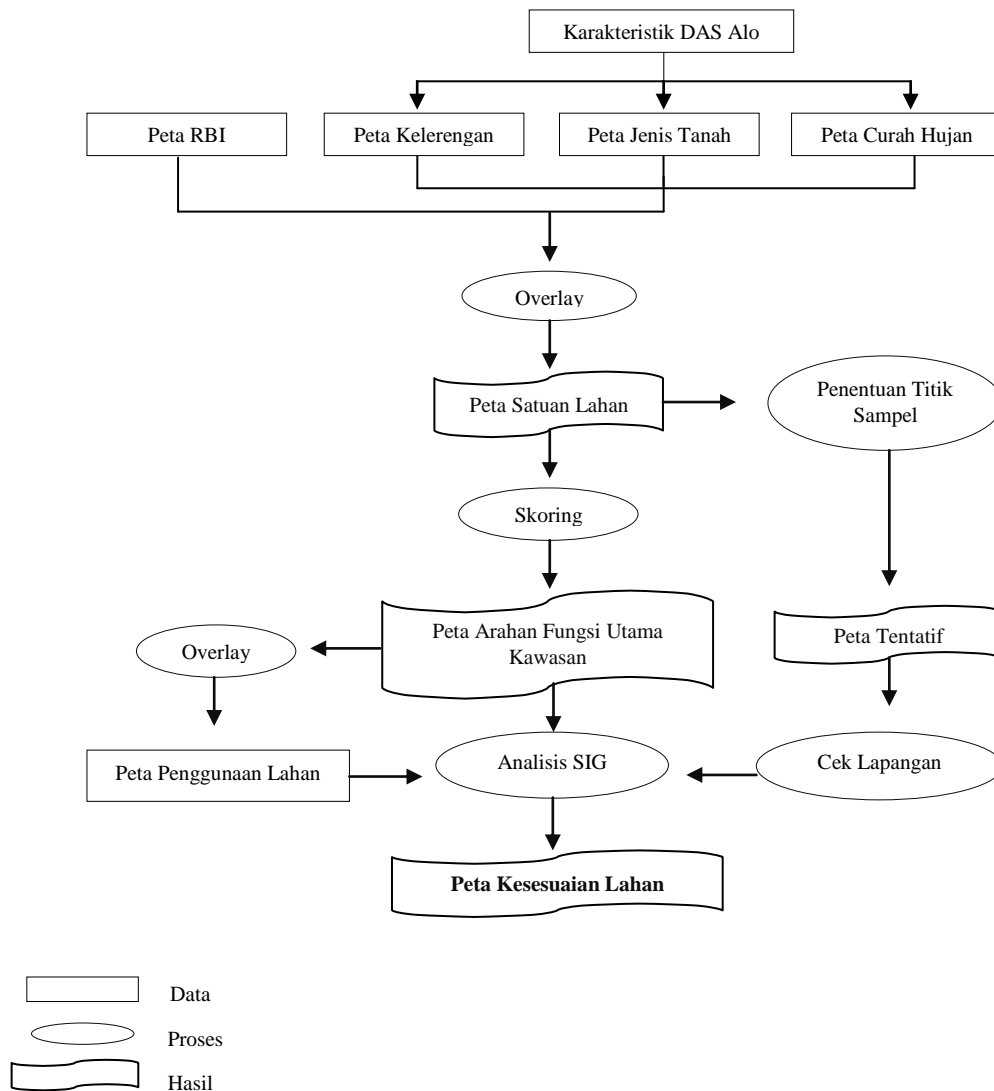 Karakteristik DAS Alo
Peta RBI
Peta Kelerengan
Peta Jenis Tanah
Peta Curah Hujan
Overlay
Peta Satuan Lahan
Penentuan Titik
Sampel
Skoring
Peta Arahan Fungsi Utama
Kawasan
Peta Tentatif
Overlay
Peta Penggunaan Lahan
Analisis SIG
Cek Lapangan
Peta Kesesuaian Lahan
Data
Proses
Hasil